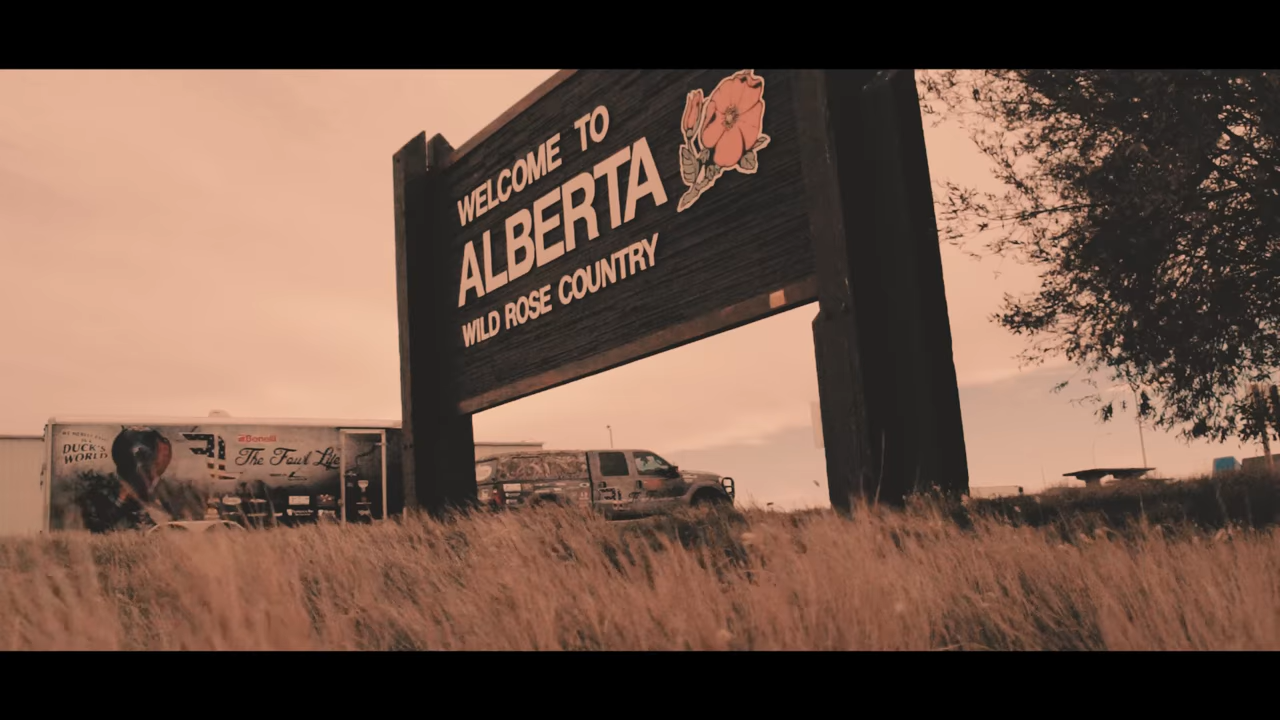 WELCOME TO
ALBERTA
WILD ROSE COUNTRY
DUCK'S
WORLD
Benelli
The Fowl Life